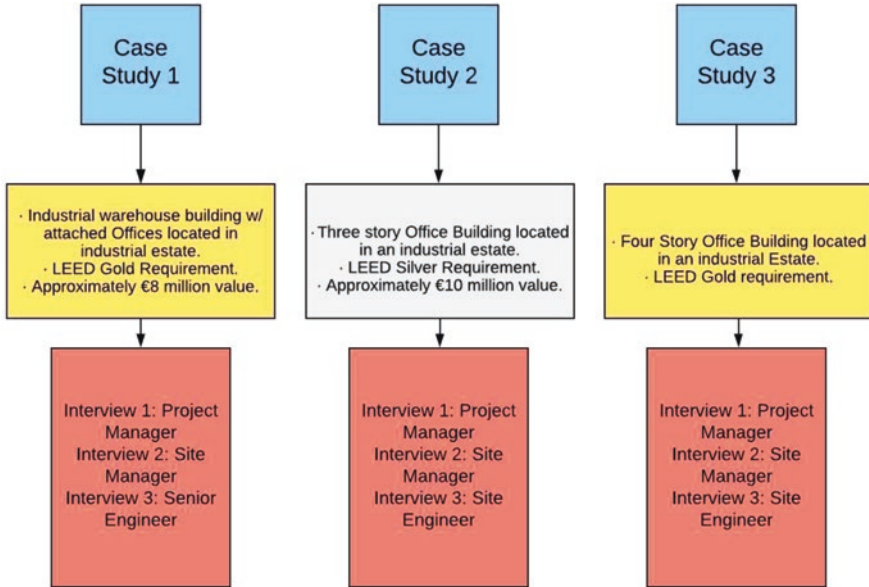 Case
Study 1
Case
Study 2
Case
Study 3
· Industrial warehouse building w/
attached Offices located in
industrial estate.
· LEED Gold Requirement.
· Approximately €8 million value.
· Three story Office Building located
in an industrial estate.
· LEED Silver Requirement.
· Approximately €10 million value.
· Four Story Office Building located
in an industrial Estate.
· LEED Gold requirement.
Interview 1: Project
Manager
Interview 2: Site
Manager
Interview 3: Senior
Engineer
Interview 1: Project
Manager
Interview 2: Site
Manager
Interview 3: Site
Engineer
Interview 1: Project
Manager
Interview 2: Site
Manager
Interview 3: Site
Engineer